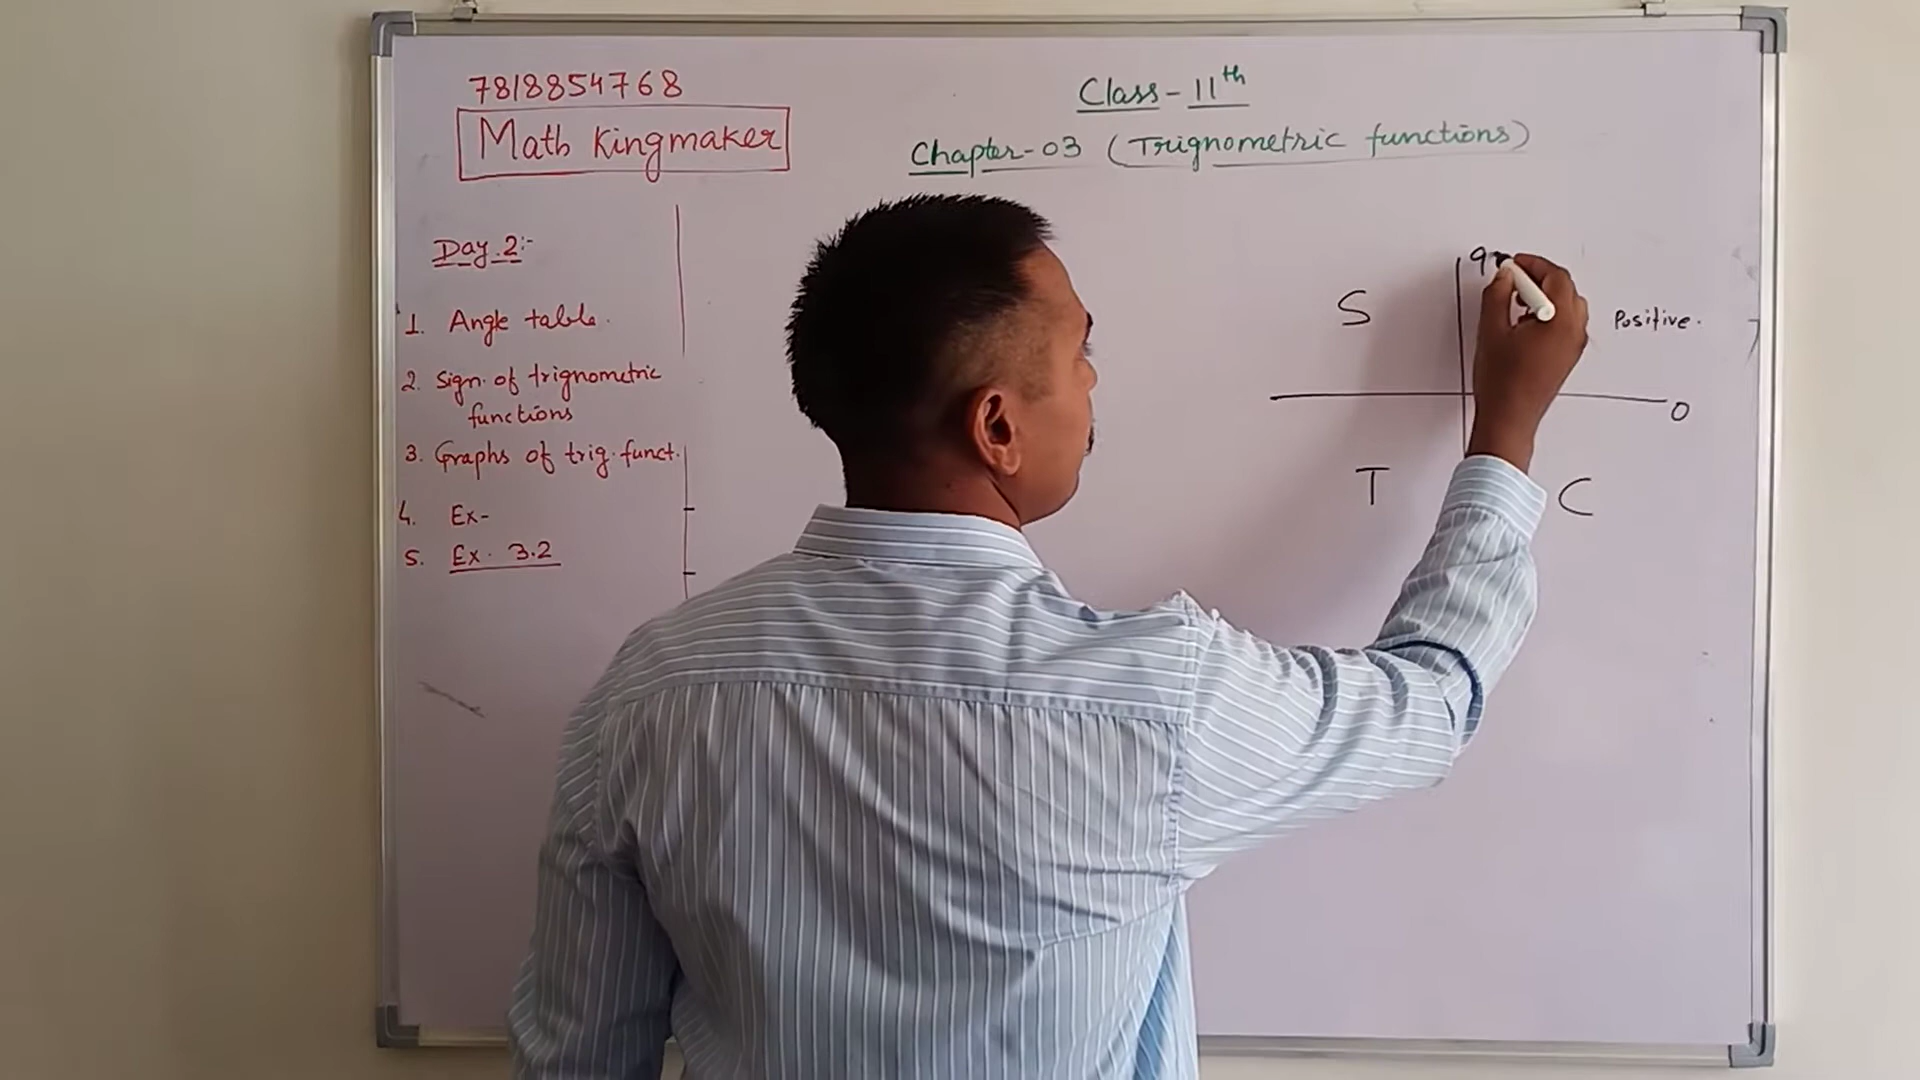 7818854768
Math Kingmaker
Class-11th
Chapter-03 (Trignometric functions)
Day.2:-
1. Angle table.
2. Sign. of trignometric
functions
3. Graphs of trig. funct.
4. Ex-
5. Ex. 3.2
S
Positive.
0
T
C